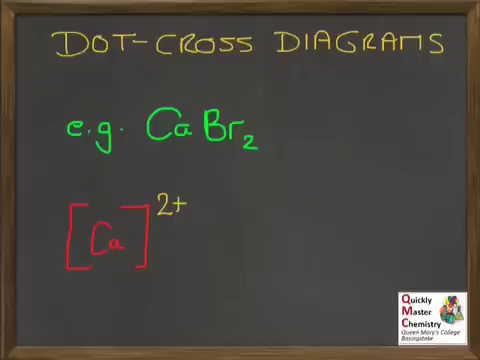 DOT-CROSS DIAGRAMS
e.g. CaBr₂
[Ca]²⁺
Quickly
Master
Chemistry
Queen Mary's College
Basingstoke